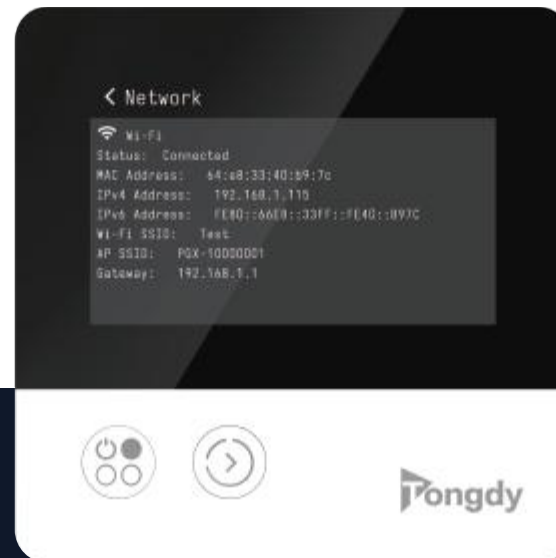 < Network
Wi-Fi
Status: Connected
MAC Address: 64:e8:33:40:b9:7c
IPv4 Address: 192.168.1.115
IPv6 Address: FE80::66E8::33FF::FE40::B97C
Wi-Fi SSID: Test
AP SSID: PGX-10000001
Gateway: 192.168.1.1
Tongdy